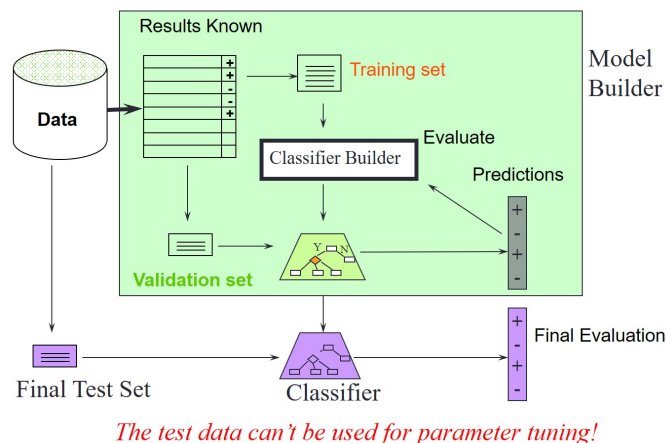 Results Known
Model
Builder
Data
+
+
-
-
+
Training set
Classifier Builder
Evaluate
Predictions
+
-
+
-
Y
N
Validation set
Final Test Set
Classifier
+
-
+
-
Final Evaluation
The test data can't be used for parameter tuning!